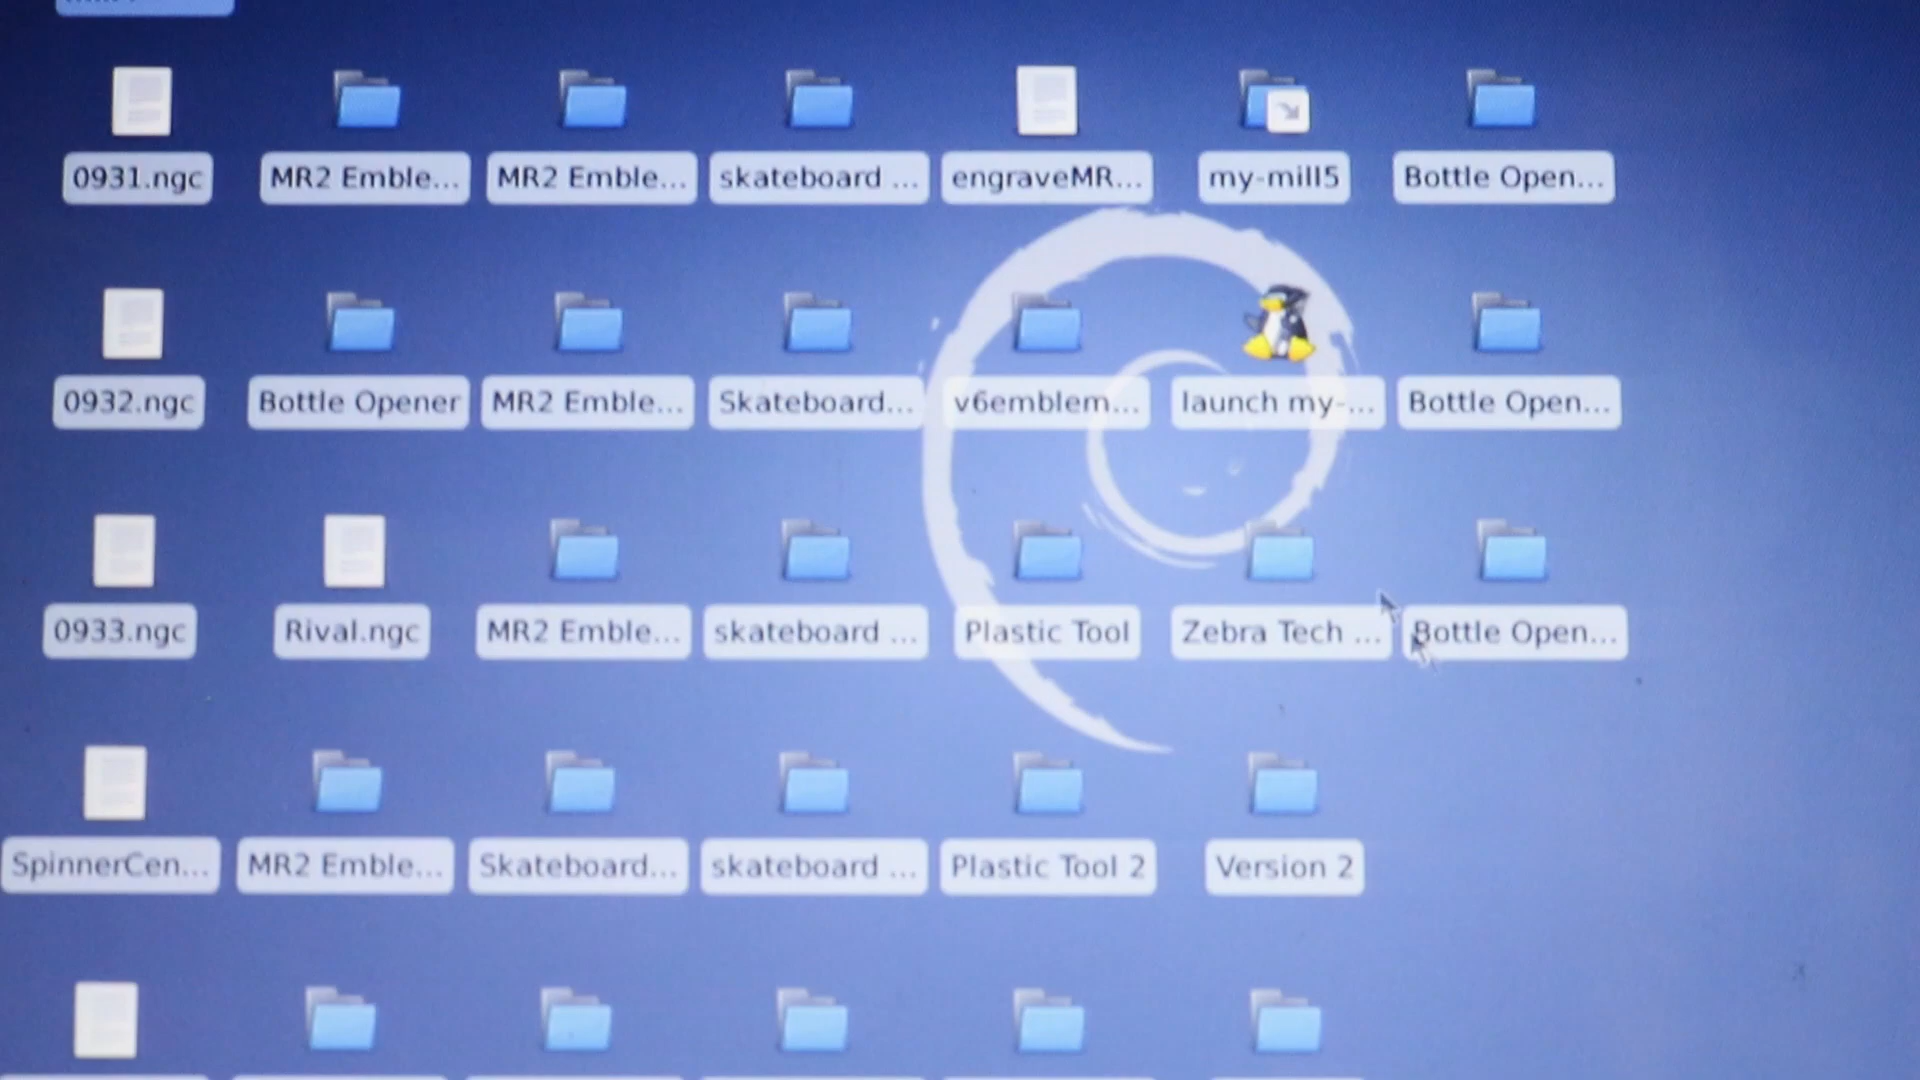 0931.ngc MR2 Emble... MR2 Emble... skateboard ... engraveMR... my-mill5 Bottle Open...
0932.ngc Bottle Opener MR2 Emble... Skateboard... v6emblem... launch my-... Bottle Open...
0933.ngc Rival.ngc MR2 Emble... skateboard ... Plastic Tool Zebra Tech ... Bottle Open...
SpinnerCen... MR2 Emble... Skateboard... skateboard ... Plastic Tool 2 Version 2